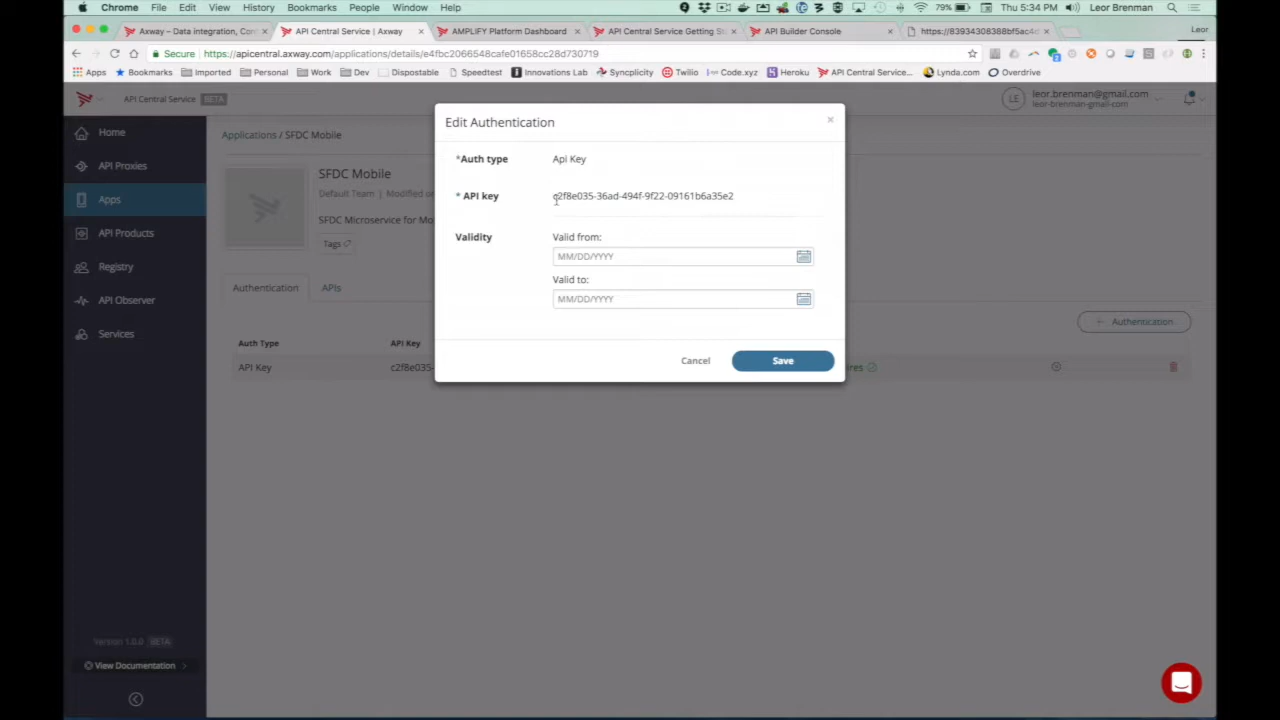 Chrome File Edit View History Bookmarks People Window Help 79% Thu 5:34 PM Leor Brenman
Axway – Data integration, Con API Central Service | Axway AMPLIFY Platform Dashboard API Central Service Getting St API Builder Console Leor
Secure https://apicentral.axway.com/applications/details/e4fbc2066548cafe01658cc28d730719
Apps Bookmarks Imported Personal Work Dev Dispostable Speedtest Innovations Lab Syncplicity Twilio Code.xyz Heroku API Central Service... Lynda.com Overdrive
API Central Service BETA LE leor.brenman@gmail.com
leor-brenman-gmail-com
Home
API Proxies
Apps
API Products
Registry
API Observer
Services
Version 1.0.0 BETA
View Documentation
Applications / SFDC Mobile
SFDC Mobile
Default Team | Modified
SFDC Microservice for Mo
Tags
Authentication APIs
Authentication
Auth Type API Key
API Key c2f8e035-
Edit Authentication ×
*Auth type Api Key
* API key c2f8e035-36ad-494f-9f22-09161b6a35e2
Validity Valid from:
MM/DD/YYYY
Valid to:
MM/DD/YYYY
Cancel Save